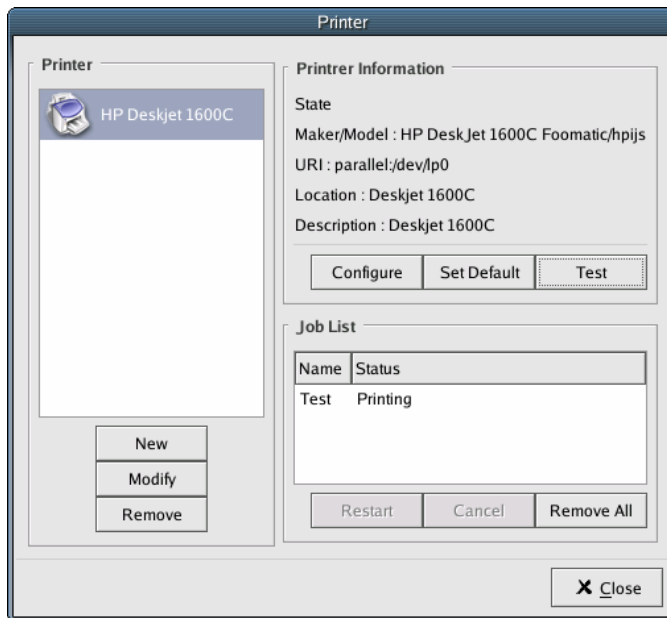 Printer
Printer
HP Deskjet 1600C
New
Modify
Remove
Printrer Information
State
Maker/Model : HP DeskJet 1600C Foomatic/hpijs
URI : parallel:/dev/lp0
Location : Deskjet 1600C
Description : Deskjet 1600C
Configure Set Default Test
Job List
Name Status
Test Printing
Restart Cancel Remove All
Close